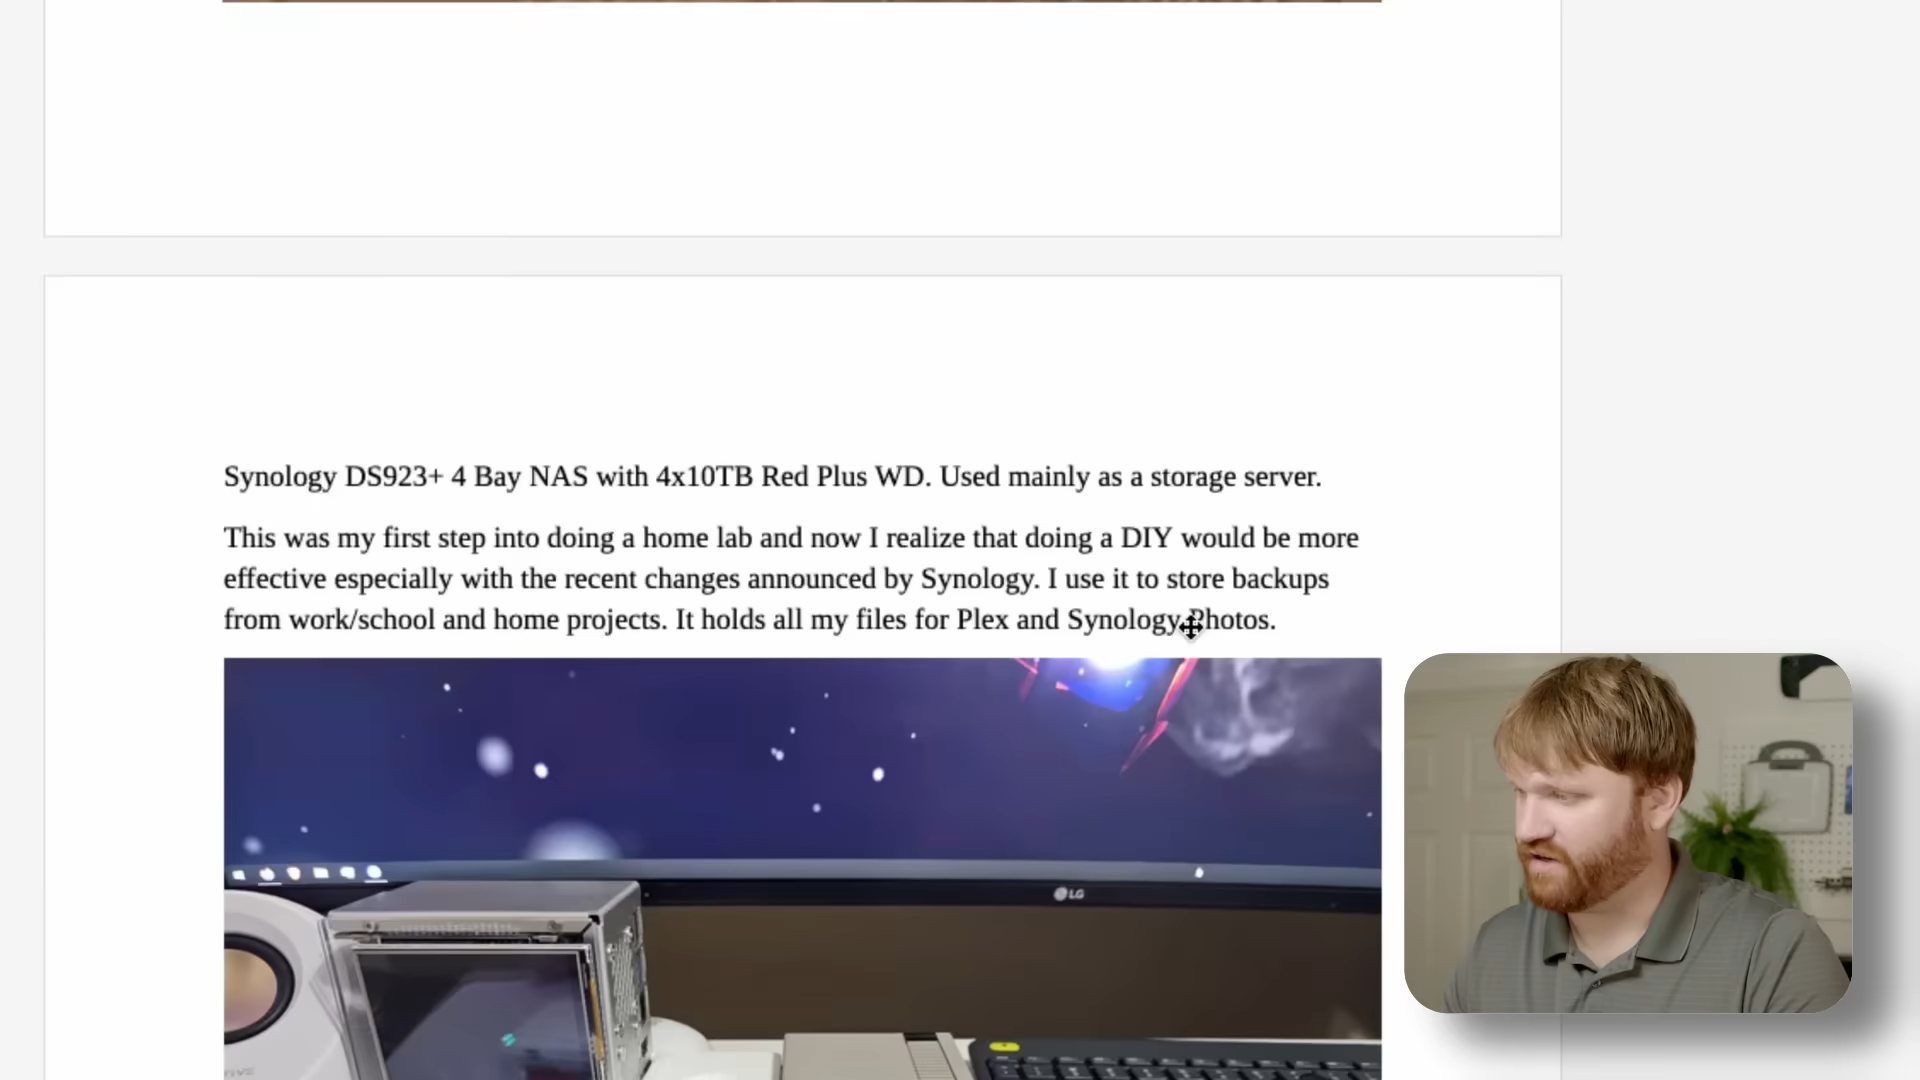 Synology DS923+ 4 Bay NAS with 4x10TB Red Plus WD. Used mainly as a storage server.
This was my first step into doing a home lab and now I realize that doing a DIY would be more
effective especially with the recent changes announced by Synology. I use it to store backups
from work/school and home projects. It holds all my files for Plex and Synology Photos.
LG